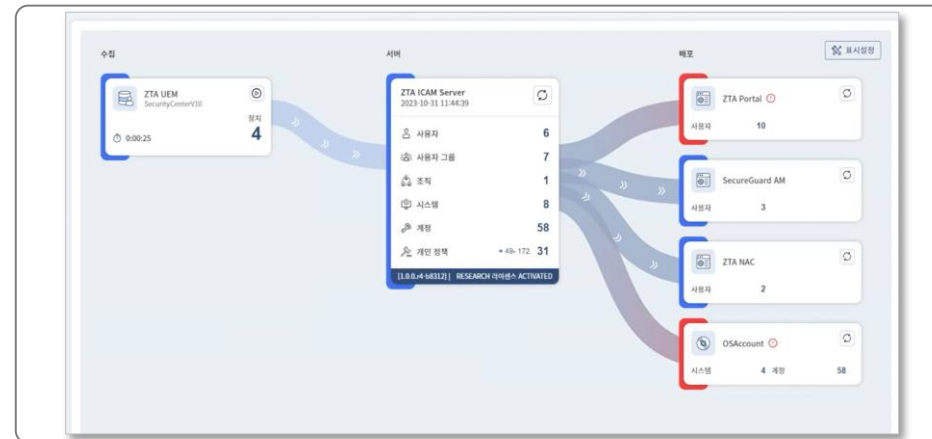 수집
서버
배포
표시설정
ZTA UEM
SecurityCenterV10
장치
4
0:00:25
ZTA ICAM Server
2023-10-31 11:44:39
사용자 6
사용자 그룹 7
조직 1
시스템 8
계정 58
개인 정책 + 49- 172 31
[1.0.0.r4-b8312] | RESEARCH 라이센스 ACTIVATED
ZTA Portal
사용자 10
SecureGuard AM
사용자 3
ZTA NAC
사용자 2
OSAccount
시스템 4 계정 58